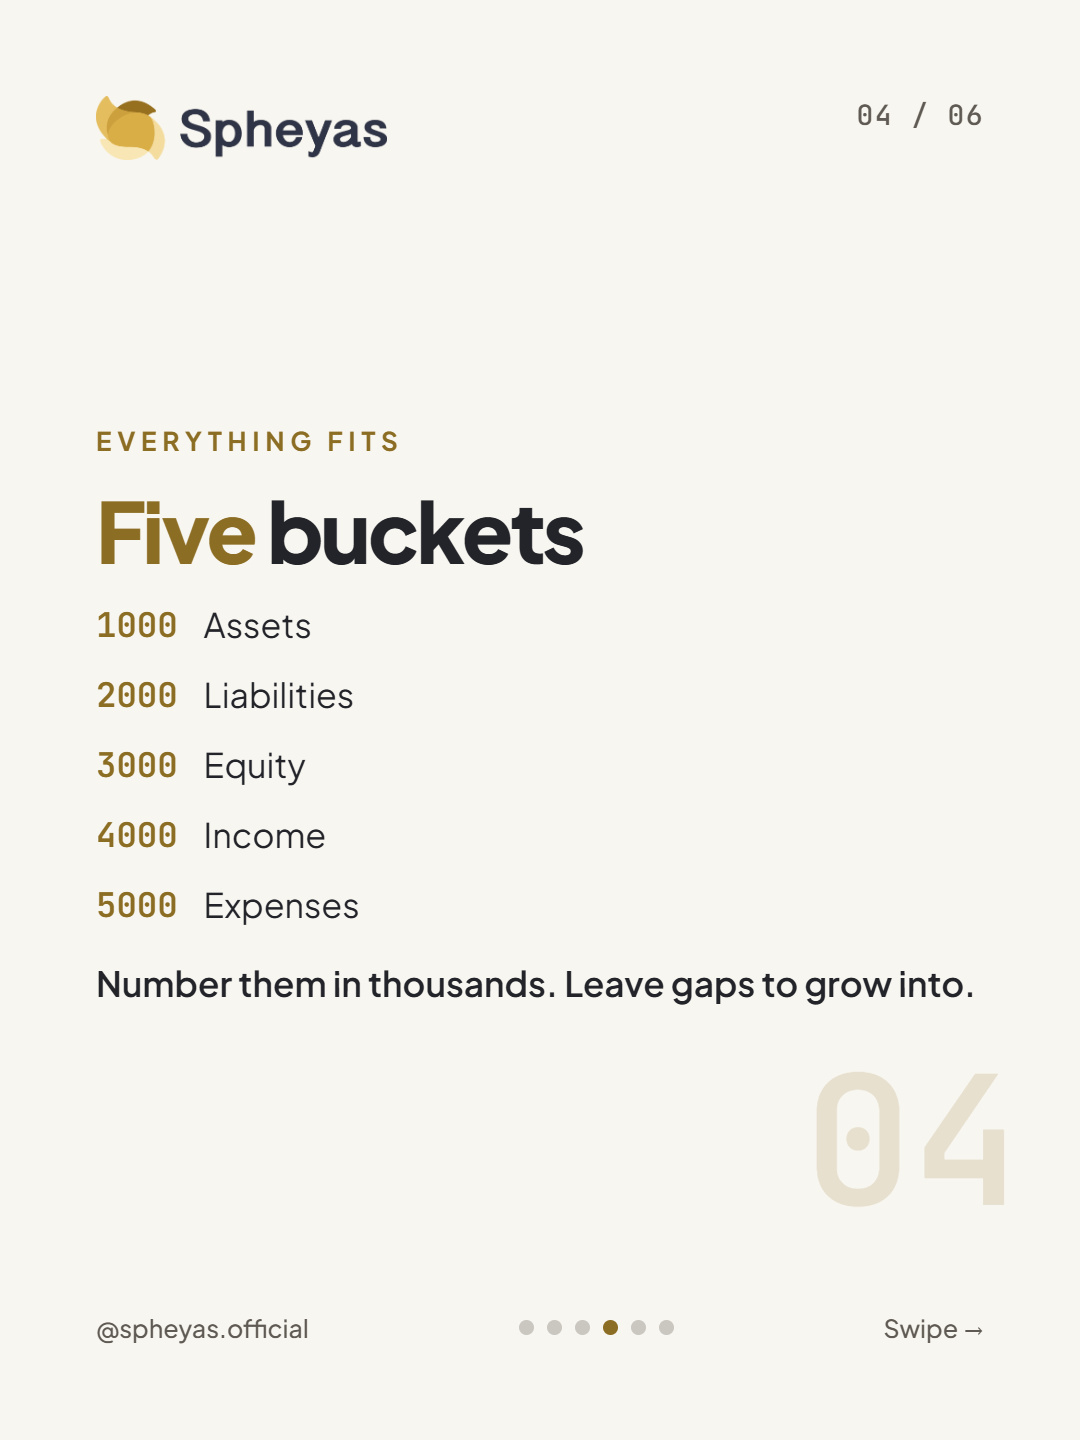 Spheyas
04 / 06
EVERYTHING FITS
Five buckets
1000 Assets
2000 Liabilities
3000 Equity
4000 Income
5000 Expenses
Number them in thousands. Leave gaps to grow into.
04
@spheyas.official
Swipe →